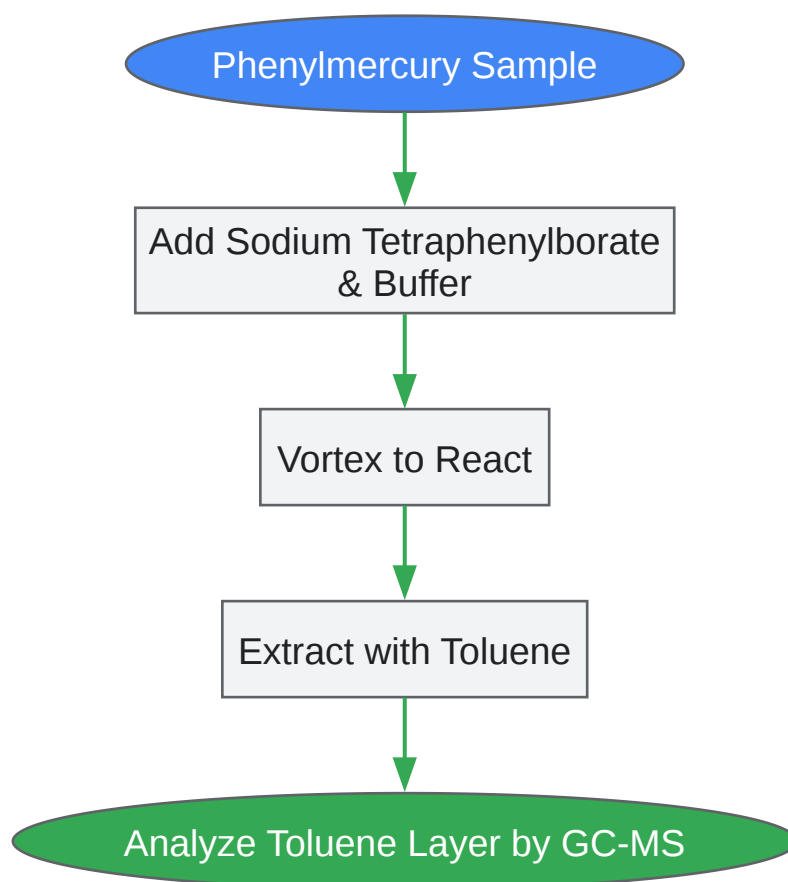 Phenylmercury Sample
Add Sodium Tetraphenylborate
& Buffer
Vortex to React
Extract with Toluene
Analyze Toluene Layer by GC-MS